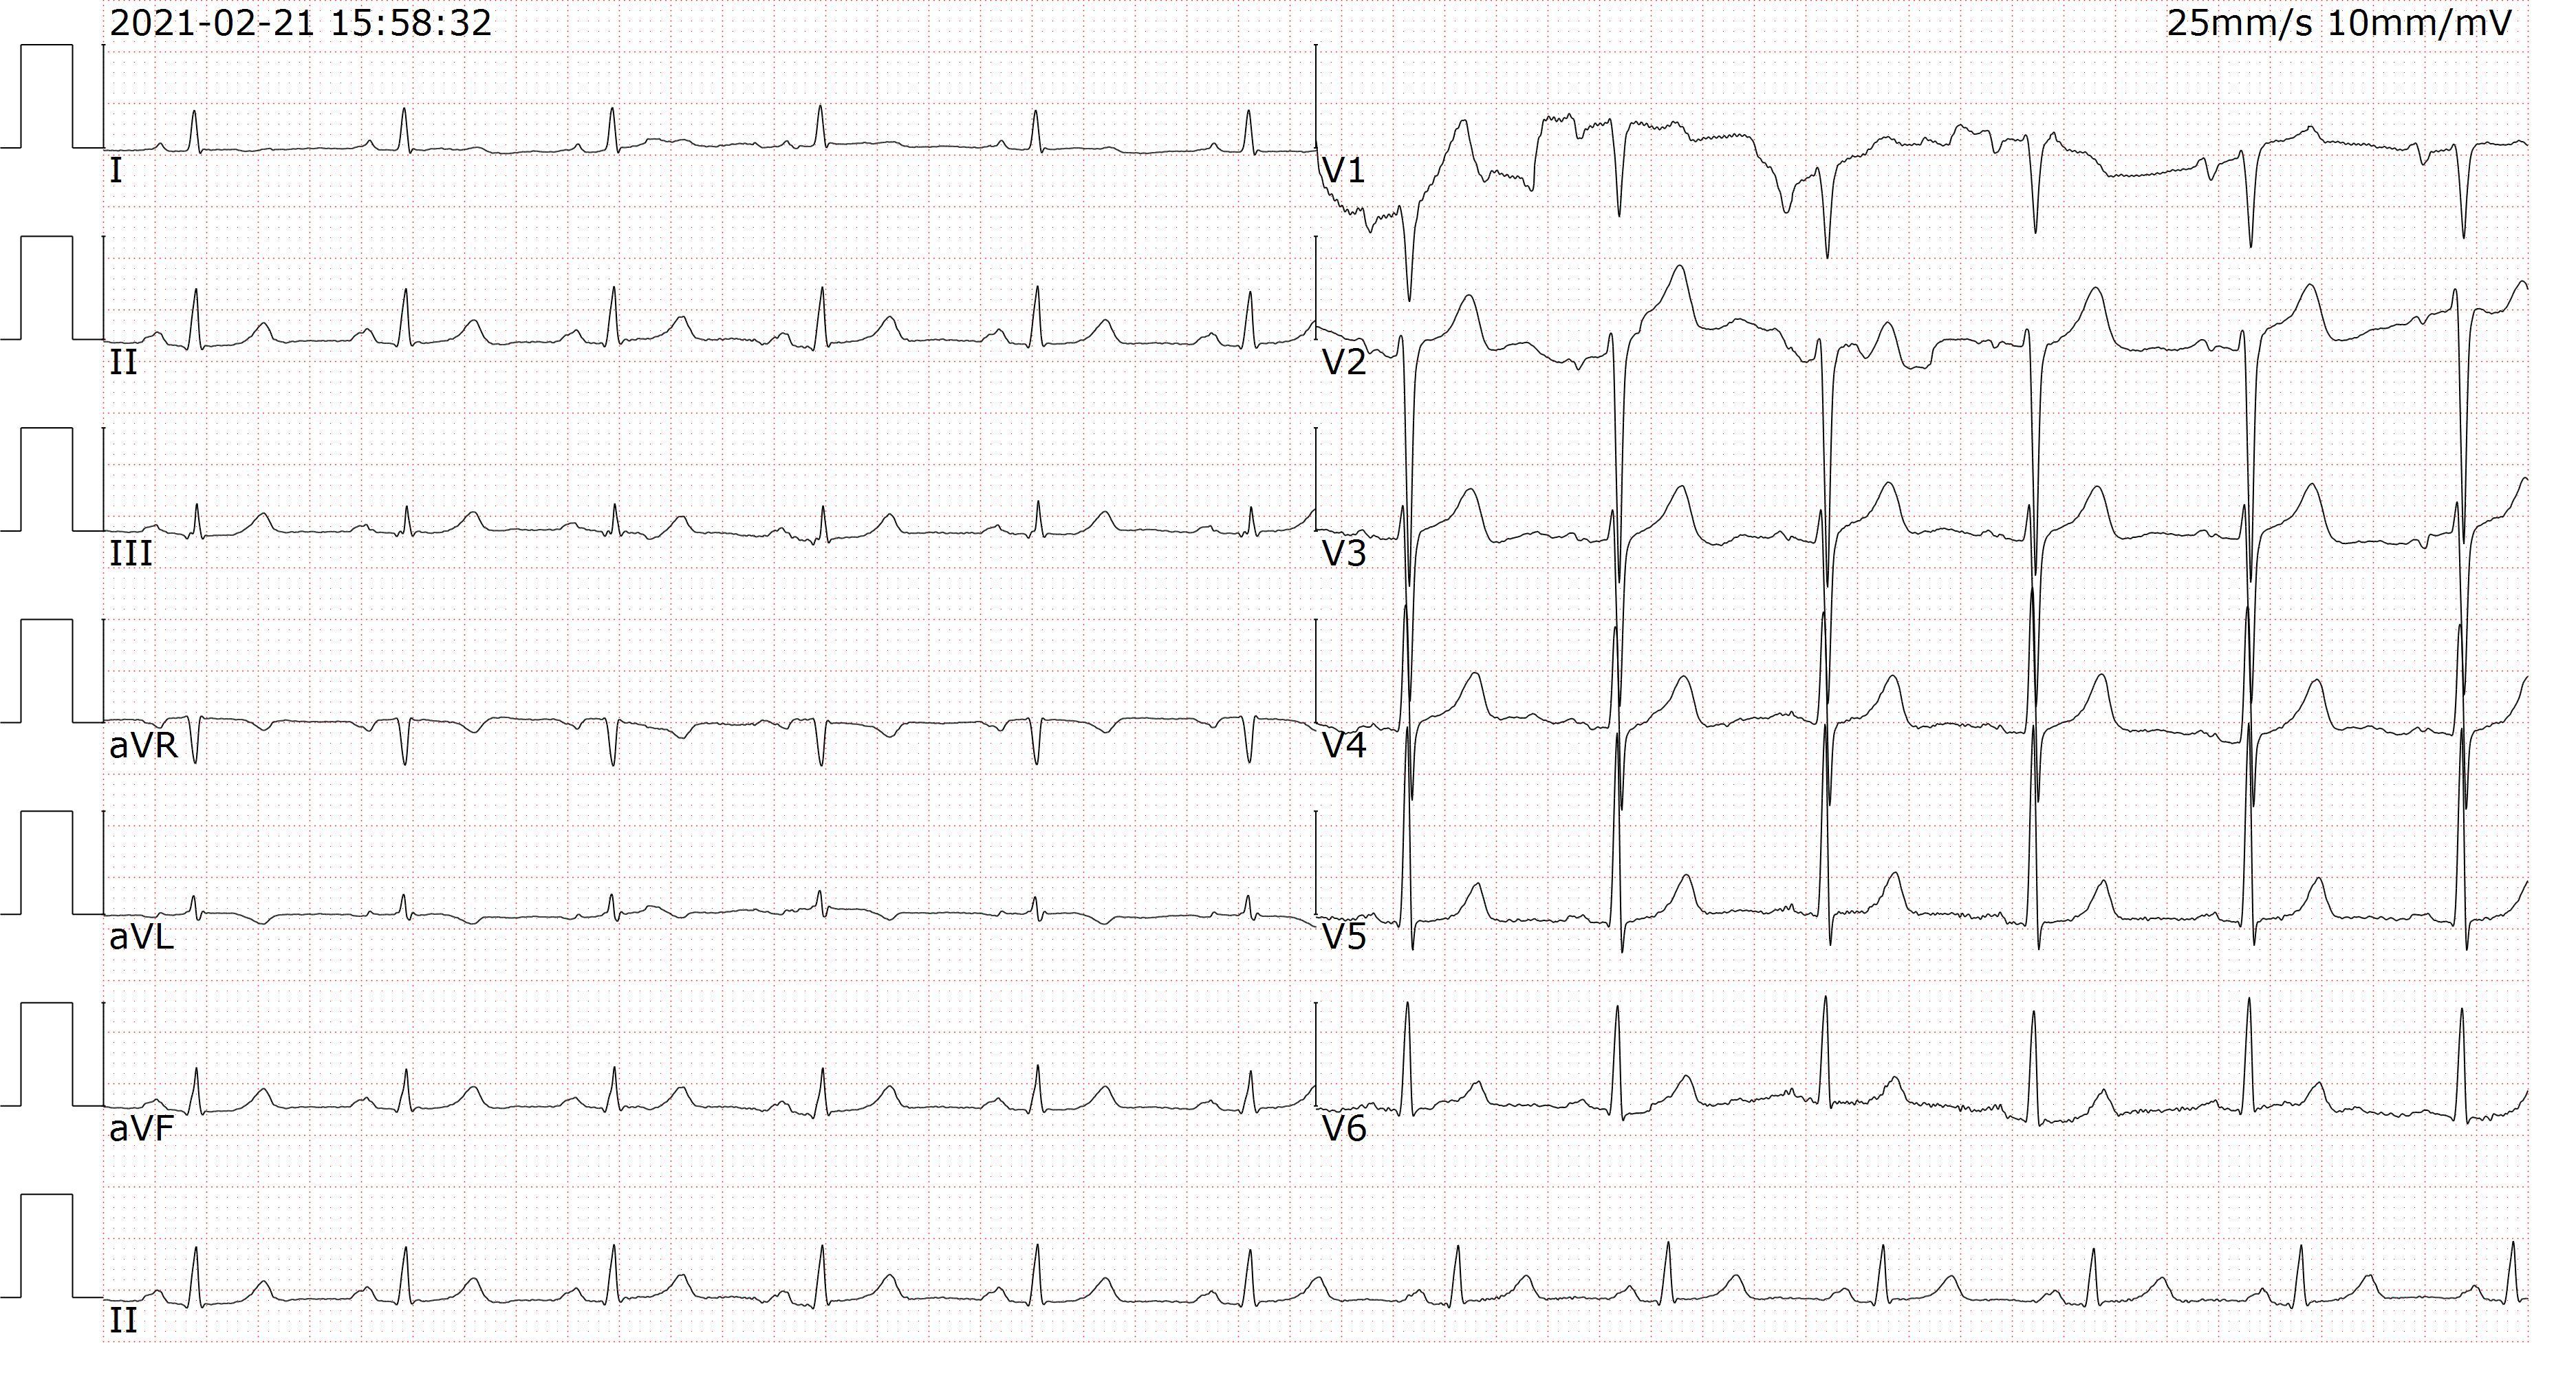 2021-02-21 15:58:32 25mm/s 10mm/mV
I V1
II V2
III V3
aVR V4
aVL V5
aVF V6
II